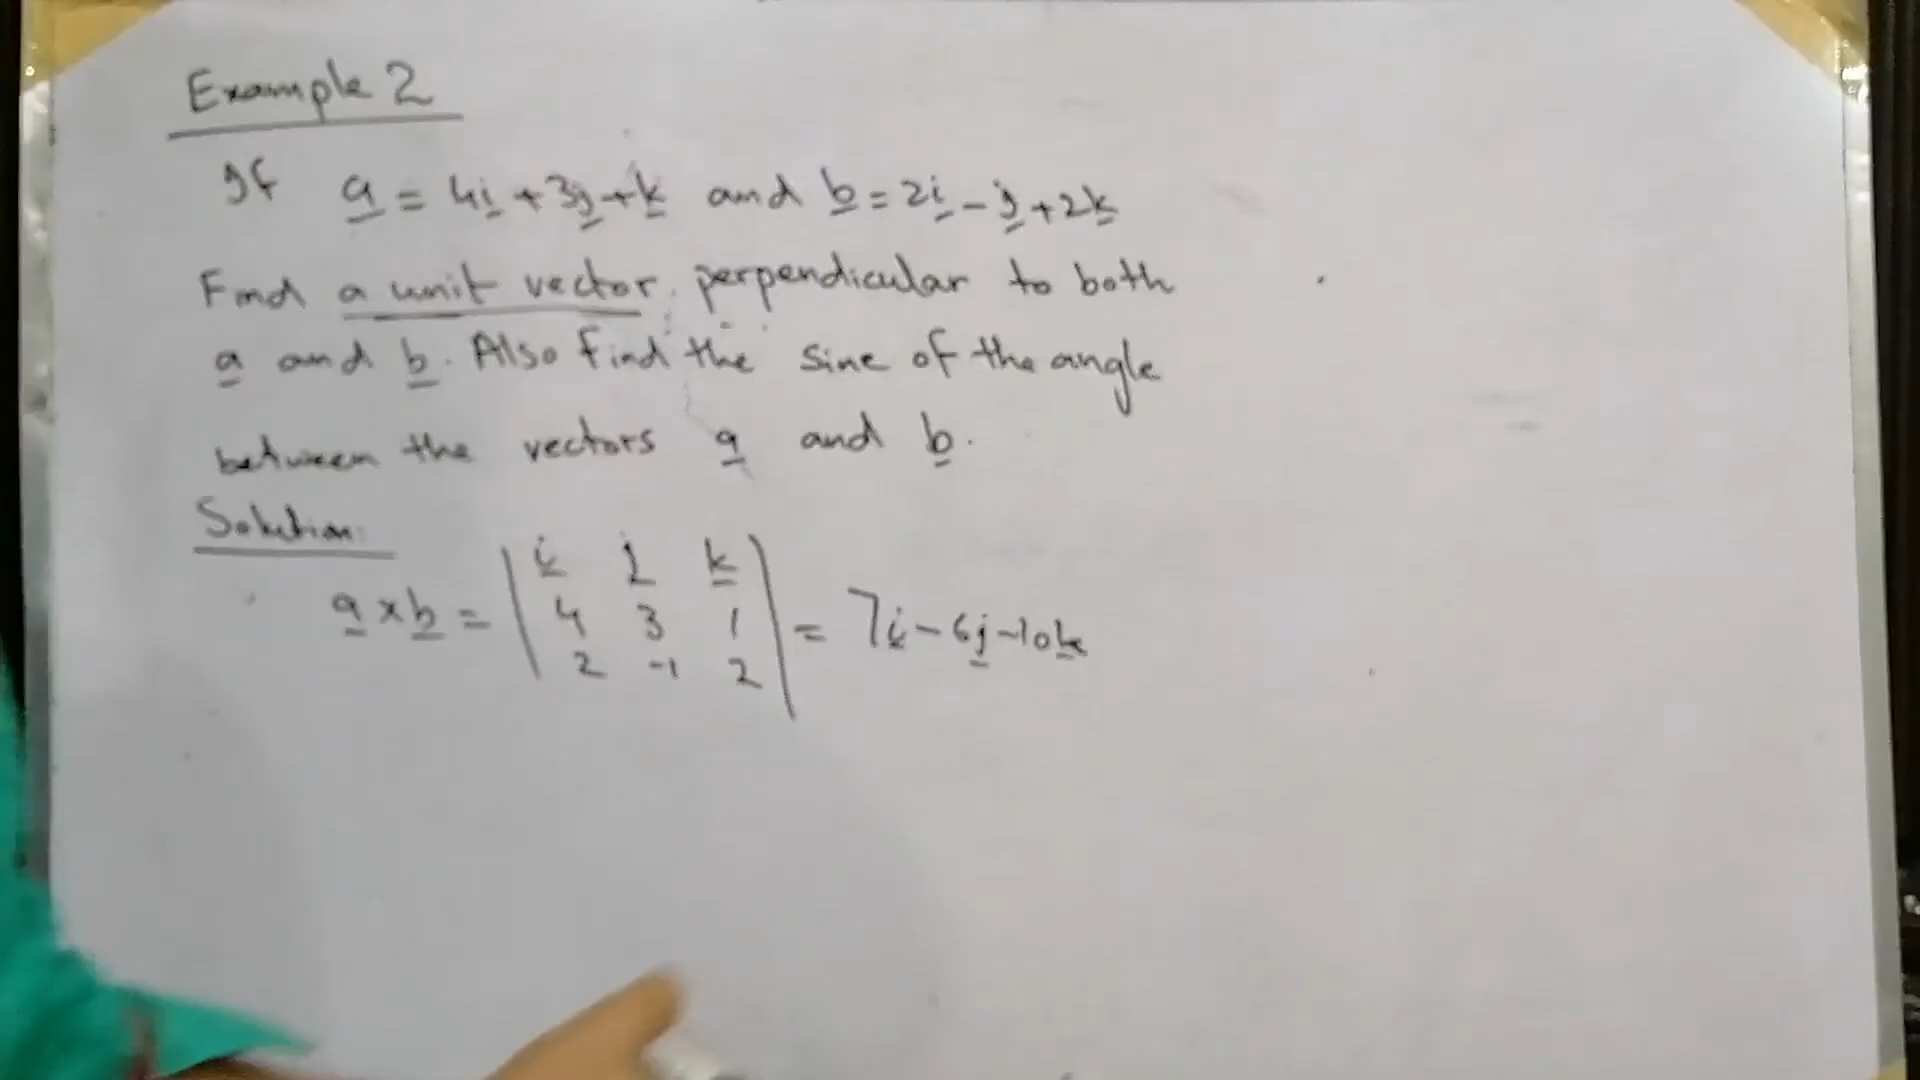 Example 2
If a = 4i + 3j + k and b = 2i - j + 2k
Find a unit vector perpendicular to both
a and b. Also find the sine of the angle
between the vectors a and b.
Solution:
a × b = | i j k |
| 4 3 1 | = 7i - 6j - 10k
| 2 -1 2 |